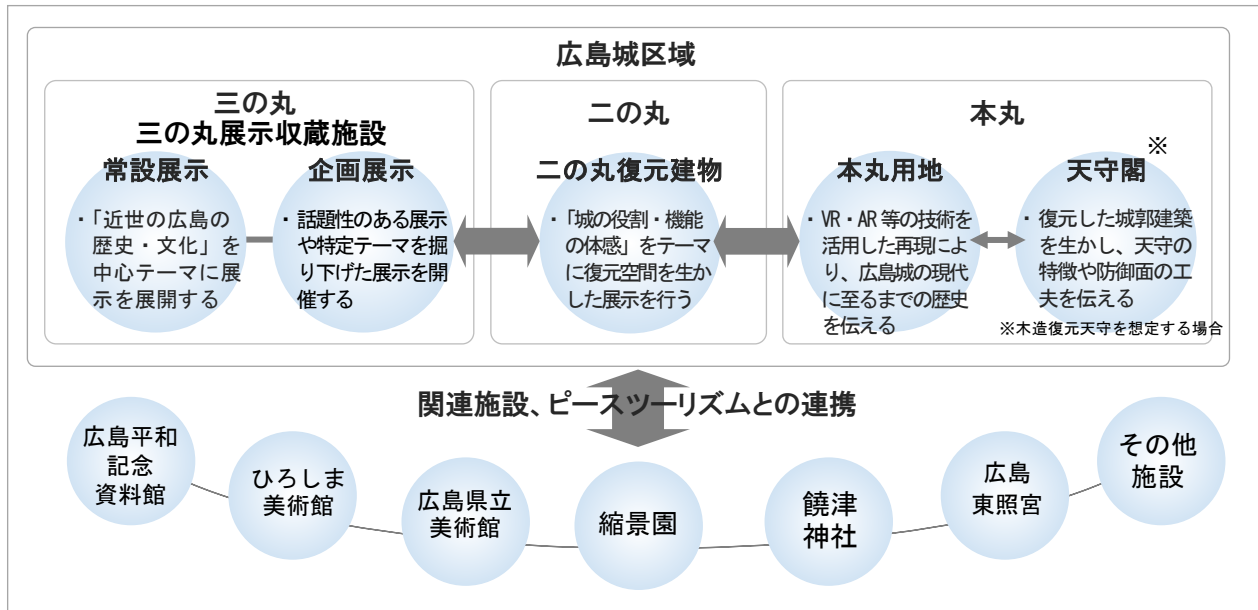 広島城区域
三の丸
三の丸展示収蔵施設
常設展示
・「近世の広島の
歴史・文化」を
中心テーマに展
示を展開する
企画展示
・話題性のある展示
や特定テーマを掘
り下げた展示を開
催する
二の丸
二の丸復元建物
・「城の役割・機能
の体感」をテーマ
に復元空間を生か
した展示を行う
本丸
本丸用地
・VR・AR等の技術を
活用した再現によ
り、広島城の現代
に至るまでの歴史
を伝える
※
天守閣
・復元した城郭建築
を生かし、天守の
特徴や防御面の工
夫を伝える
※木造復元天守を想定する場合
関連施設、ピースツーリズムとの連携
広島平和
記念
資料館
ひろしま
美術館
広島県立
美術館
縮景園
饒津
神社
広島
東照宮
その他
施設